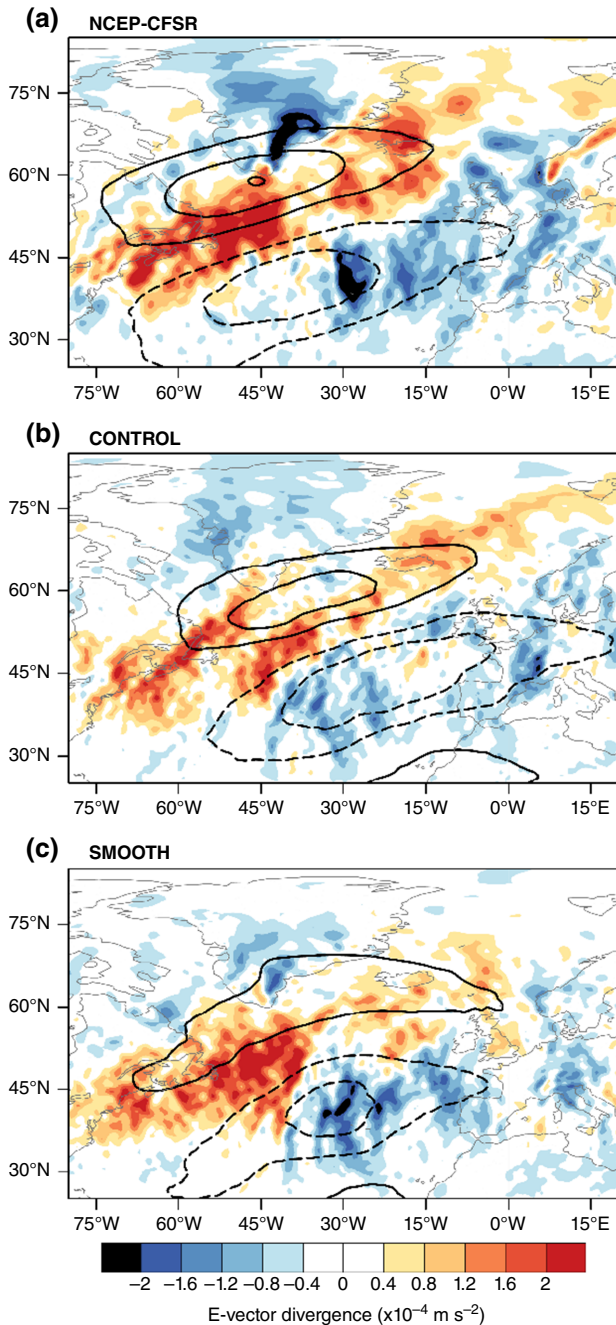 (a) NCEP-CFSR
75°N
60°N
45°N
30°N
75°W 60°W 45°W 30°W 15°W 0°W 15°E
(b) CONTROL
75°N
60°N
45°N
30°N
75°W 60°W 45°W 30°W 15°W 0°W 15°E
(c) SMOOTH
75°N
60°N
45°N
30°N
75°W 60°W 45°W 30°W 15°W 0°W 15°E
−2 −1.6 −1.2 −0.8 −0.4 0 0.4 0.8 1.2 1.6 2
E-vector divergence (x10⁻⁴ m s⁻²)